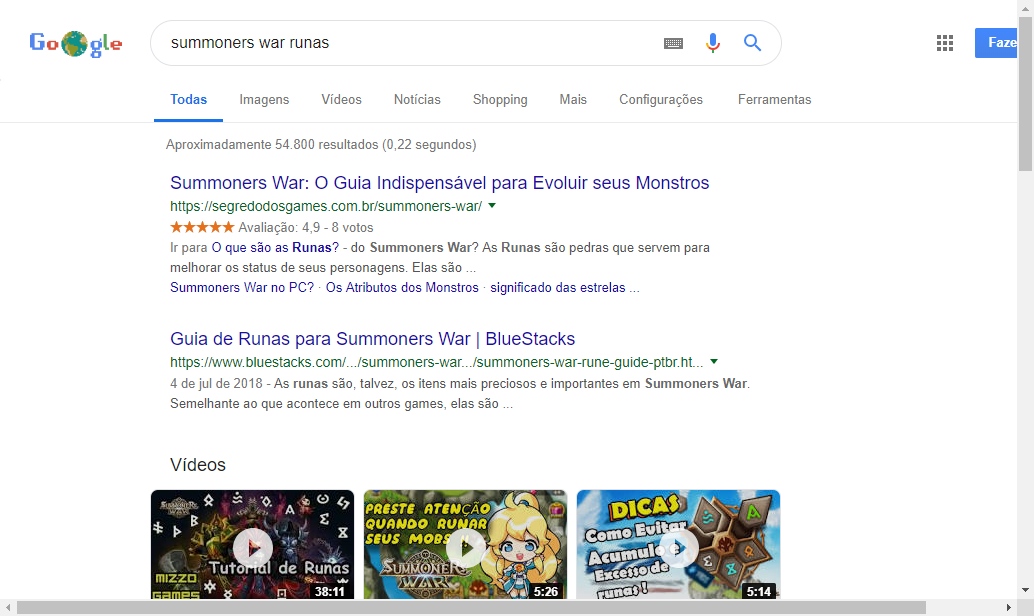 Google
summoners war runas
Faze
Todas
Imagens
Vídeos
Notícias
Shopping
Mais
Configurações
Ferramentas
Aproximadamente 54.800 resultados (0,22 segundos)
Summoners War: O Guia Indispensável para Evoluir seus Monstros
https://segredodosgames.com.br/summoners-war/
Avaliação: 4,9 - 8 votos
Ir para O que são as Runas? - do Summoners War? As Runas são pedras que servem para
melhorar os status de seus personagens. Elas são ...
Summoners War no PC? · Os Atributos dos Monstros · significado das estrelas ...
Guia de Runas para Summoners War | BlueStacks
https://www.bluestacks.com/.../summoners-war.../summoners-war-rune-guide-ptbr.ht...
4 de jul de 2018 - As runas são, talvez, os itens mais preciosos e importantes em Summoners War.
Semelhante ao que acontece em outros games, elas são ...
Vídeos
SUMMONERS
WAR
Tutorial de Runas
MIZZO
GAMES
38:11
PRESTE ATENÇÃO
QUANDO RUNAR
SEUS MOBS
SUMMONERS
WAR
5:26
DICAS
Como Evitar
Acumulo e
Excesso de
runas!
5:14